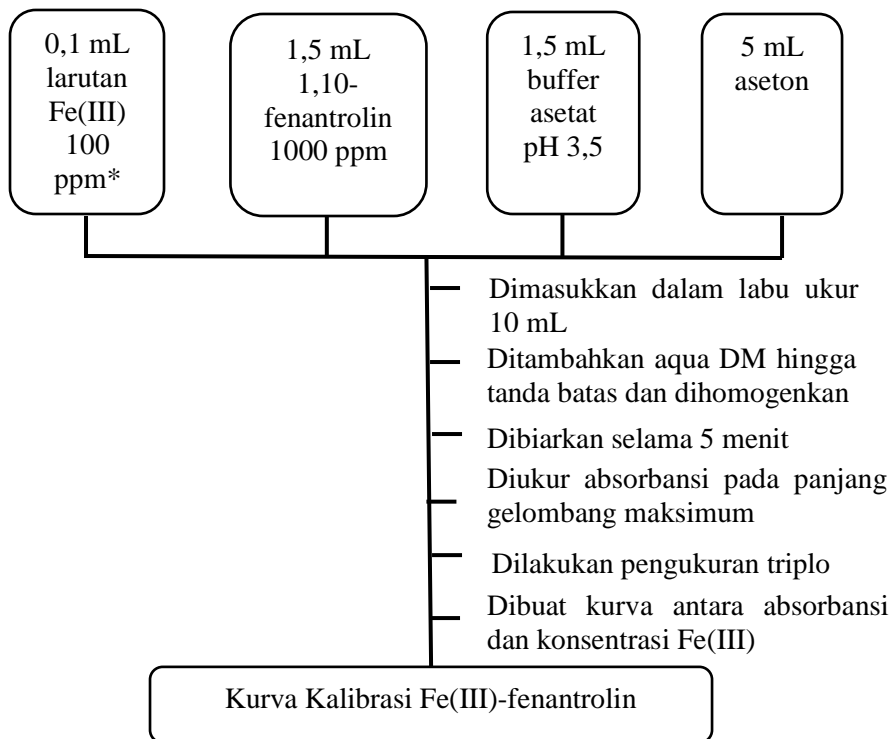 0,1 mL
larutan
Fe(III)
100
ppm*
1,5 mL
1,10-
fenantrolin
1000 ppm
1,5 mL
buffer
asetat
pH 3,5
5 mL
aseton
Dimasukkan dalam labu ukur
10 mL
Ditambahkan aqua DM hingga
tanda batas dan dihomogenkan
Dibiarkan selama 5 menit
Diukur absorbansi pada panjang
gelombang maksimum
Dilakukan pengukuran triplo
Dibuat kurva antara absorbansi
dan konsentrasi Fe(III)
Kurva Kalibrasi Fe(III)-fenantrolin